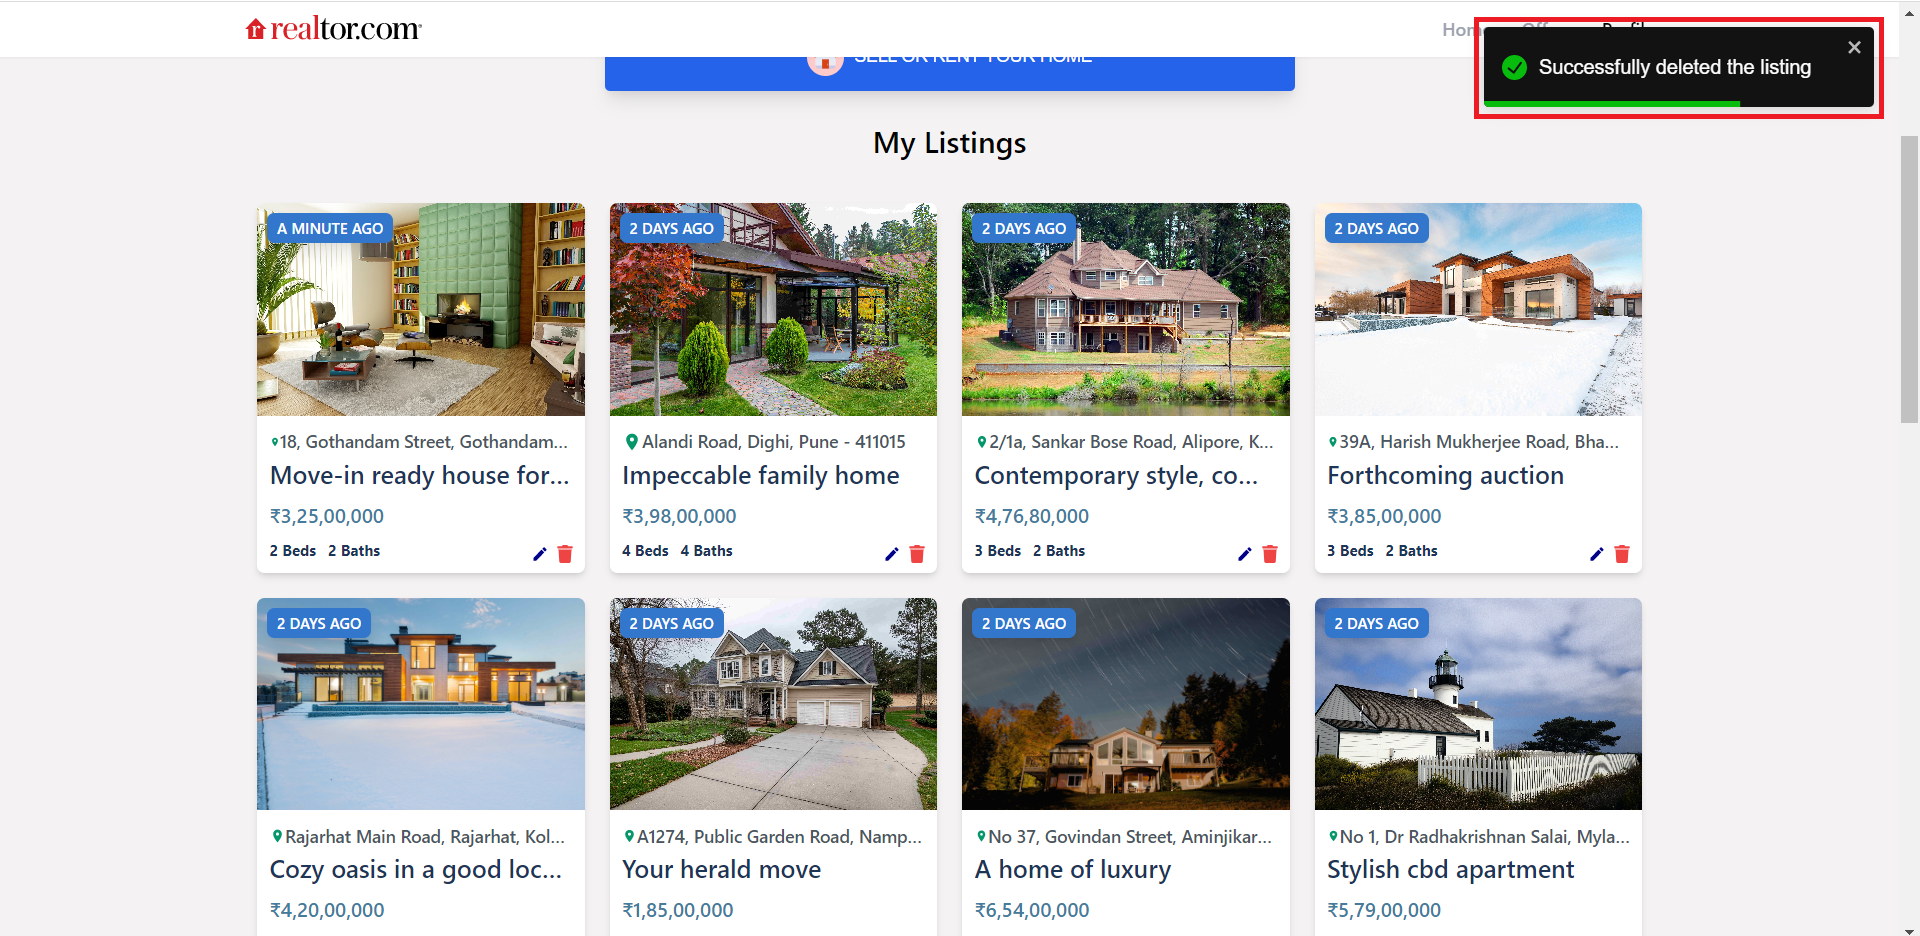 realtor.com
Successfully deleted the listing
SELL OR RENT YOUR HOME
My Listings
A MINUTE AGO
18, Gothandam Street, Gothandam...
Move-in ready house for...
₹3,25,00,000
2 Beds 2 Baths
2 DAYS AGO
Alandi Road, Dighi, Pune - 411015
Impeccable family home
₹3,98,00,000
4 Beds 4 Baths
2 DAYS AGO
2/1a, Sankar Bose Road, Alipore, K...
Contemporary style, co...
₹4,76,80,000
3 Beds 2 Baths
2 DAYS AGO
39A, Harish Mukherjee Road, Bha...
Forthcoming auction
₹3,85,00,000
3 Beds 2 Baths
2 DAYS AGO
Rajarhat Main Road, Rajarhat, Kol...
Cozy oasis in a good loc...
₹4,20,00,000
2 DAYS AGO
A1274, Public Garden Road, Namp...
Your herald move
₹1,85,00,000
2 DAYS AGO
No 37, Govindan Street, Aminjikar...
A home of luxury
₹6,54,00,000
2 DAYS AGO
No 1, Dr Radhakrishnan Salai, Myla...
Stylish cbd apartment
₹5,79,00,000